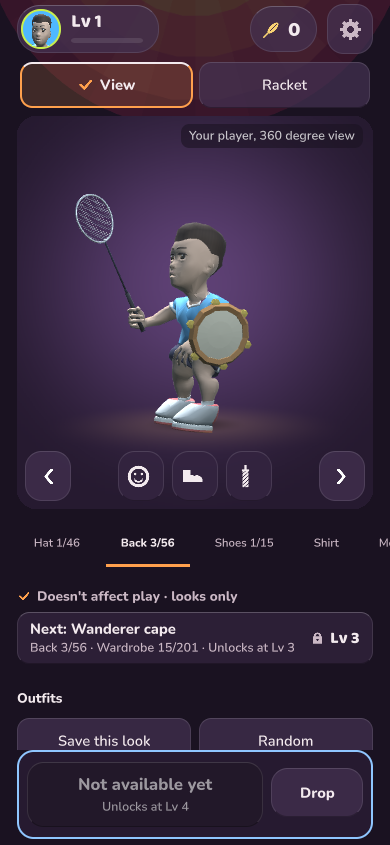 Lv 1
0
View
Racket
Your player, 360 degree view
Hat 1/46
Back 3/56
Shoes 1/15
Shirt
Doesn't affect play · looks only
Next: Wanderer cape
Back 3/56 · Wardrobe 15/201 · Unlocks at Lv 3
Lv 3
Outfits
Save this look
Random
Not available yet
Unlocks at Lv 4
Drop